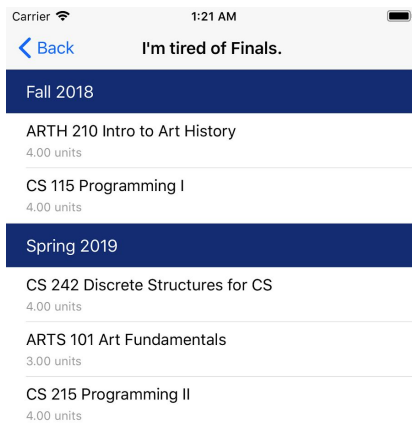 Carrier 1:21 AM
Back I'm tired of Finals.
Fall 2018
ARTH 210 Intro to Art History
4.00 units
CS 115 Programming I
4.00 units
Spring 2019
CS 242 Discrete Structures for CS
4.00 units
ARTS 101 Art Fundamentals
3.00 units
CS 215 Programming II
4.00 units